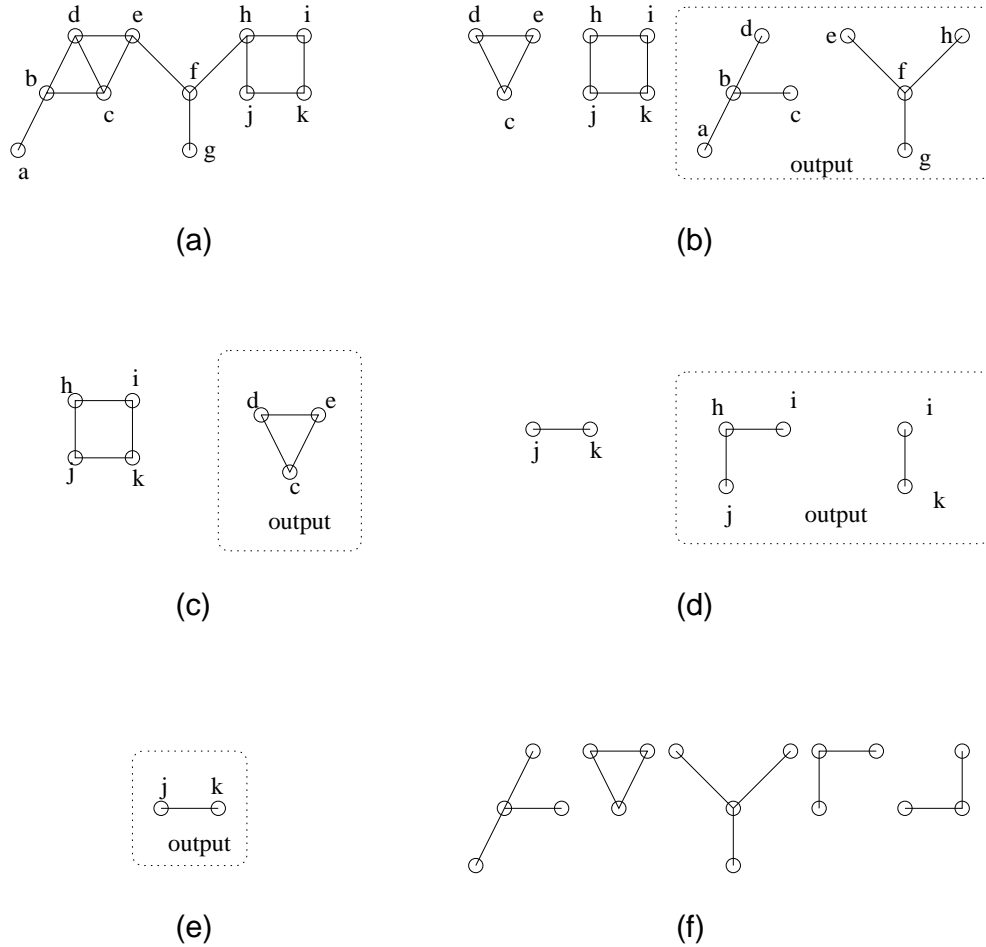 d e h i
b f
c j k
a g
(a)
d e h i d e h
b f
c j k a c
g
output
(b)
h i
d e
j k c
output
(c)
h i i
j k
j k
output
(d)
j k
output
(e)
(f)